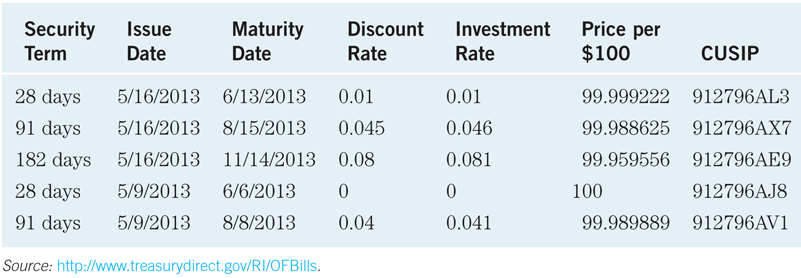 Security Issue Maturity Discount Investment Price per
Term Date Date Rate Rate $100 CUSIP
28 days 5/16/2013 6/13/2013 0.01 0.01 99.999222 912796AL3
91 days 5/16/2013 8/15/2013 0.045 0.046 99.988625 912796AX7
182 days 5/16/2013 11/14/2013 0.08 0.081 99.959556 912796AE9
28 days 5/9/2013 6/6/2013 0 0 100 912796AJ8
91 days 5/9/2013 8/8/2013 0.04 0.041 99.989889 912796AV1
Source: http://www.treasurydirect.gov/RI/OFBills.